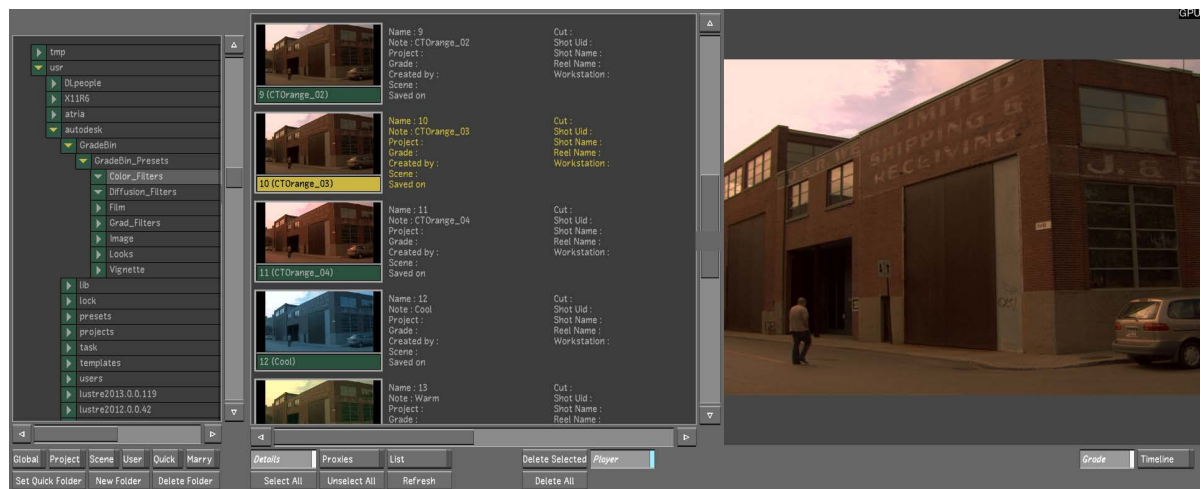 GPU
tmp
usr
DLpeople
X11R6
atria
autodesk
GradeBin
GradeBin_Presets
Color_Filters
Diffusion_Filters
Film
Grad_Filters
Image
Looks
Vignette
lib
lock
presets
projects
task
templates
users
lustre2013.0.0.119
lustre2012.0.0.42
Global Project Scene User Quick Marry
Set Quick Folder New Folder Delete Folder
9 (CTOrange_02)
Name : 9 Cut :
Note : CTOrange_02 Shot Uid :
Project : Shot Name :
Grade : Reel Name :
Created by : Workstation :
Scene :
Saved on
10 (CTOrange_03)
Name : 10 Cut :
Note : CTOrange_03 Shot Uid :
Project : Shot Name :
Grade : Reel Name :
Created by : Workstation :
Scene :
Saved on
11 (CTOrange_04)
Name : 11 Cut :
Note : CTOrange_04 Shot Uid :
Project : Shot Name :
Grade : Reel Name :
Created by : Workstation :
Scene :
Saved on
12 (Cool)
Name : 12 Cut :
Note : Cool Shot Uid :
Project : Shot Name :
Grade : Reel Name :
Created by : Workstation :
Scene :
Saved on
Name : 13 Cut :
Note : Warm Shot Uid :
Project : Shot Name :
Grade : Reel Name :
Details Proxies List Delete Selected Player
Select All Unselect All Refresh Delete All
MITED
SHIPPING &
RECEIVING
J. &
Grade Timeline